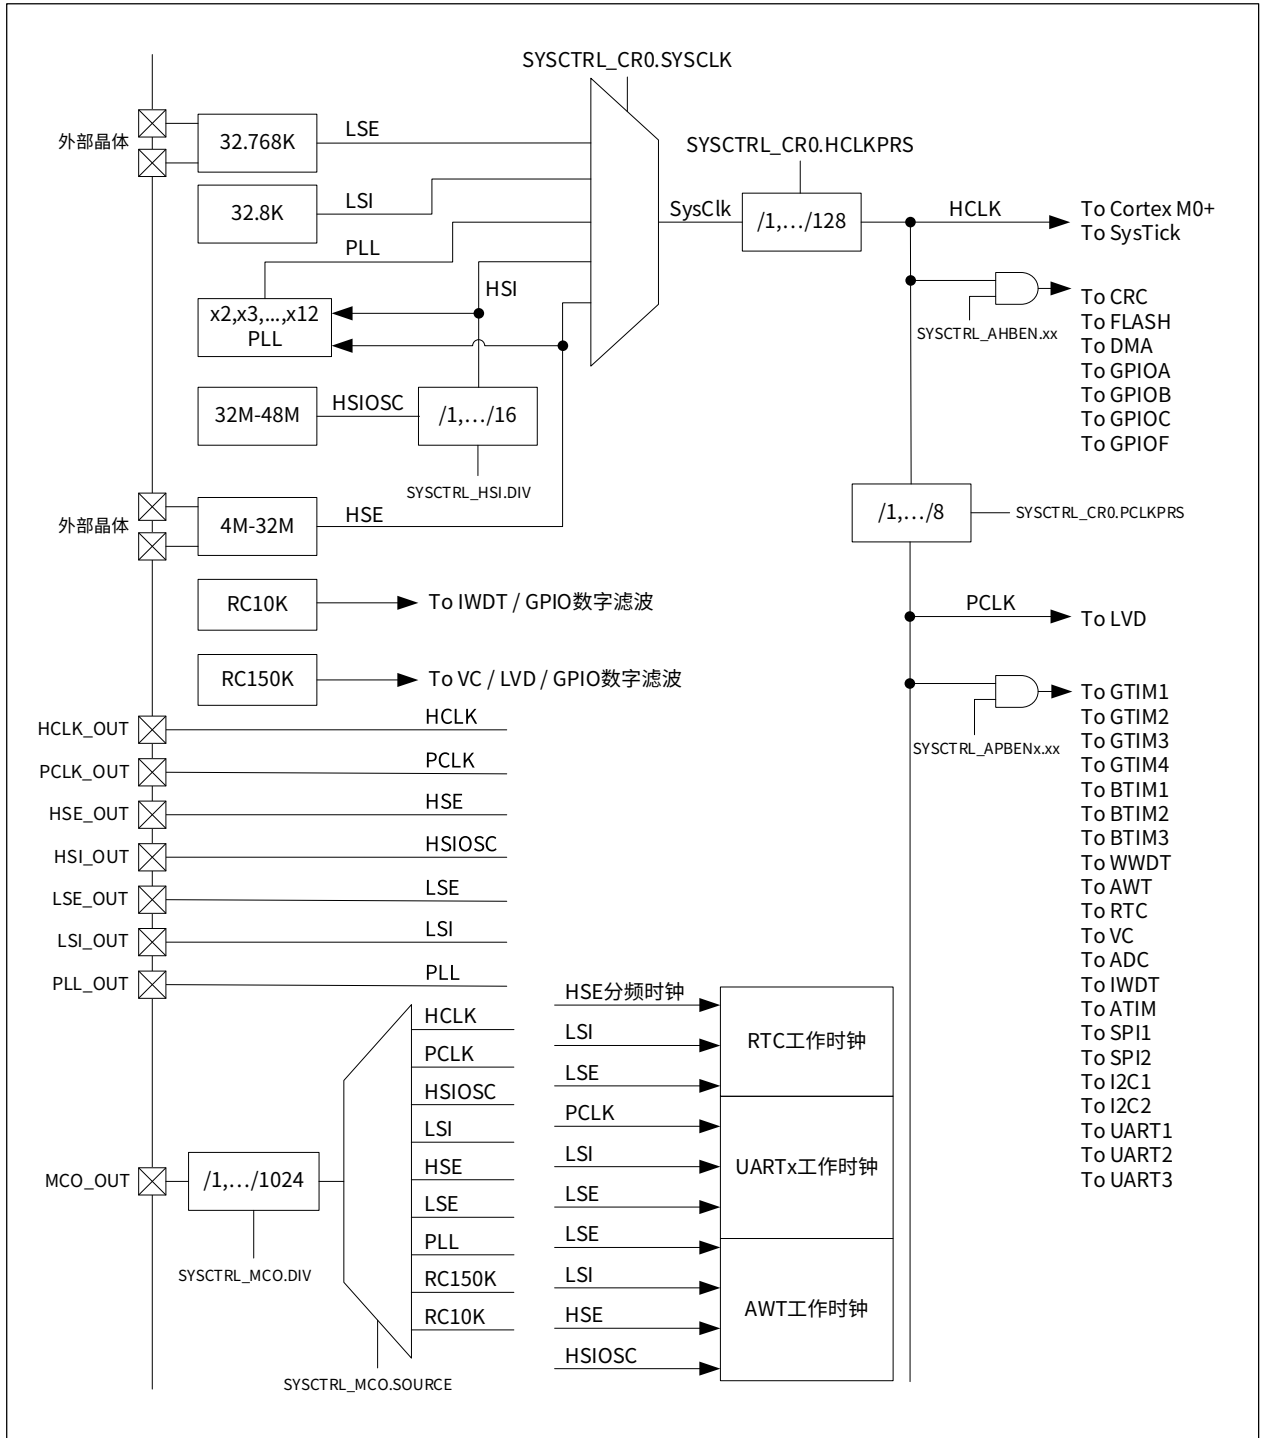 SYSCTRL_CR0.SYSCLK
外部晶体
32.768K
LSE
SYSCTRL_CR0.HCLKPRS
32.8K
LSI
SysClk
/1,.../128
HCLK
To Cortex M0+
To SysTick
PLL
HSI
x2,x3,...,x12
PLL
SYSCTRL_AHBEN.xx
To CRC
To FLASH
To DMA
To GPIOA
To GPIOB
To GPIOC
To GPIOF
32M-48M
HSIOSC
/1,.../16
SYSCTRL_HSI.DIV
外部晶体
4M-32M
HSE
/1,.../8
SYSCTRL_CR0.PCLKPRS
RC10K
To IWDT / GPIO数字滤波
PCLK
To LVD
RC150K
To VC / LVD / GPIO数字滤波
SYSCTRL_APBENx.xx
To GTIM1
To GTIM2
To GTIM3
To GTIM4
To BTIM1
To BTIM2
To BTIM3
To WWDT
To AWT
To RTC
To VC
To ADC
To IWDT
To ATIM
To SPI1
To SPI2
To I2C1
To I2C2
To UART1
To UART2
To UART3
HCLK_OUT
HCLK
PCLK_OUT
PCLK
HSE_OUT
HSE
HSI_OUT
HSIOSC
LSE_OUT
LSE
LSI_OUT
LSI
PLL_OUT
PLL
MCO_OUT
/1,.../1024
SYSCTRL_MCO.DIV
HCLK
PCLK
HSIOSC
LSI
HSE
LSE
PLL
RC150K
RC10K
SYSCTRL_MCO.SOURCE
HSE分频时钟
LSI
LSE
RTC工作时钟
PCLK
LSI
LSE
UARTx工作时钟
LSE
LSI
HSE
HSIOSC
AWT工作时钟